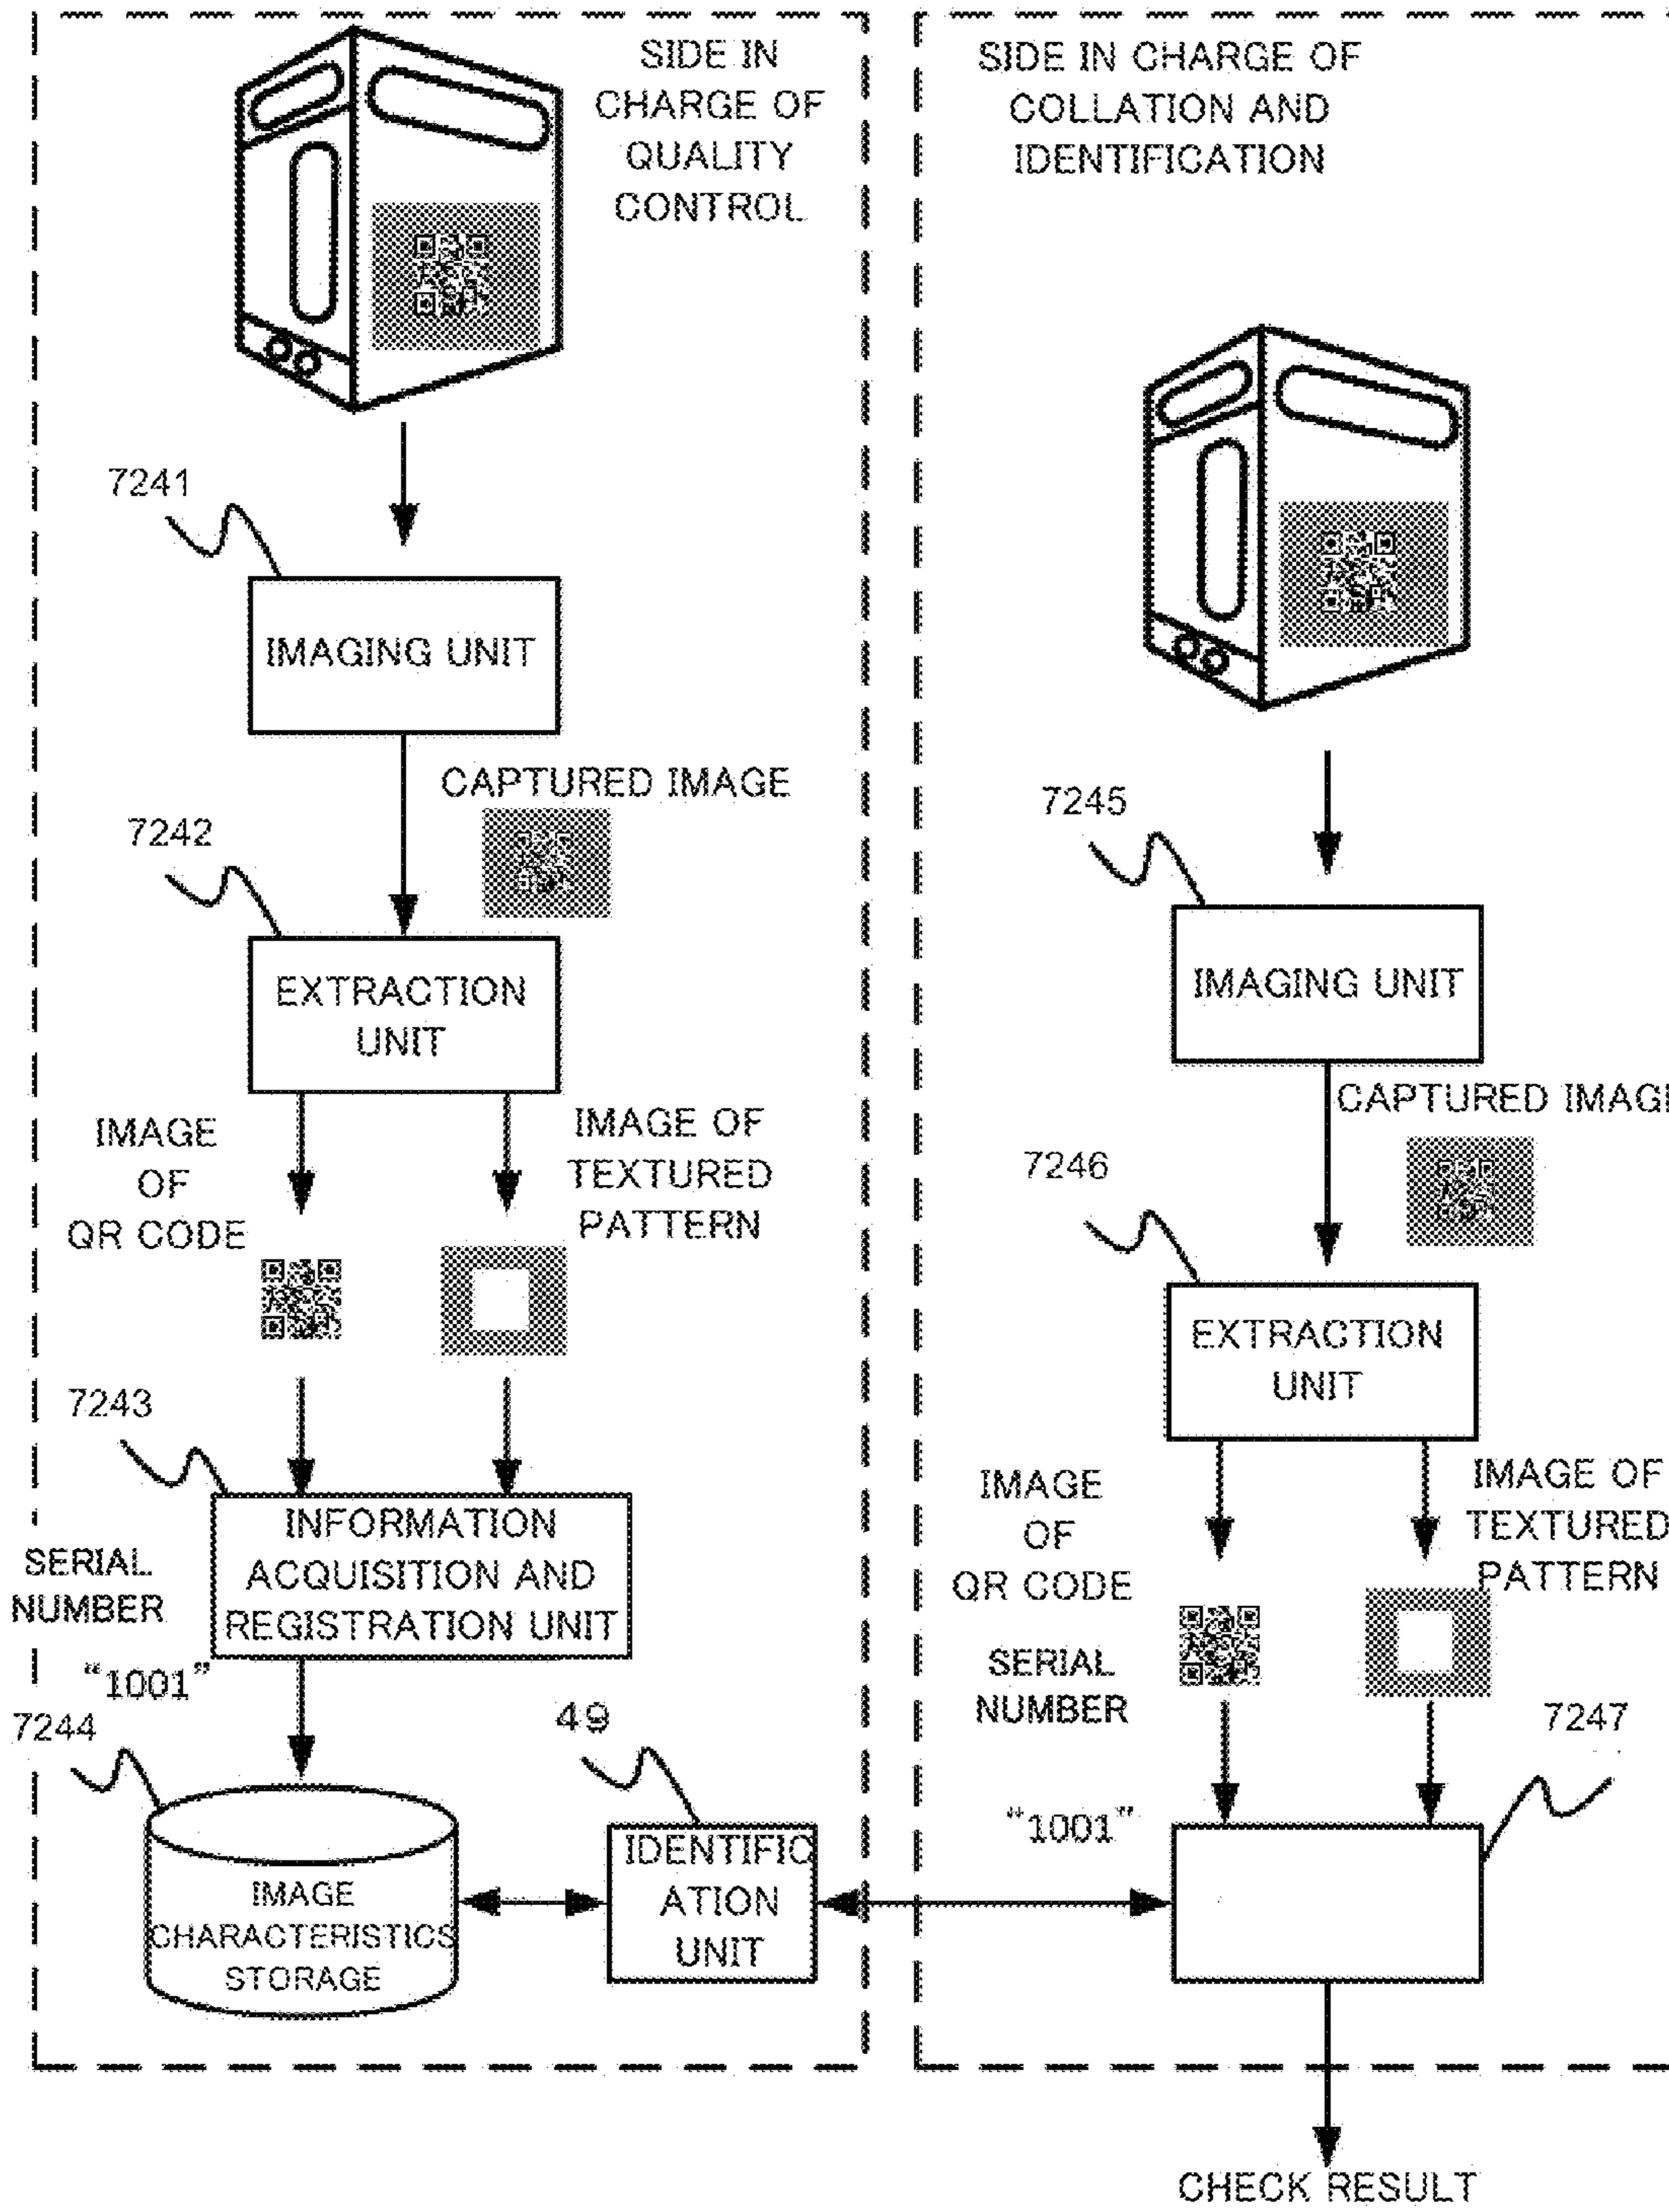 SIDE IN
CHARGE OF
QUALITY
CONTROL
7241
IMAGING UNIT
CAPTURED IMAGE
7242
EXTRACTION
UNIT
IMAGE
OF
QR CODE
IMAGE OF
TEXTURED
PATTERN
7243
INFORMATION
ACQUISITION AND
REGISTRATION UNIT
SERIAL
NUMBER
“1001”
7244
IMAGE
CHARACTERISTICS
STORAGE
49
IDENTIFIC
ATION
UNIT
SIDE IN CHARGE OF
COLLATION AND
IDENTIFICATION
7245
IMAGING UNIT
CAPTURED IMAGE
7246
EXTRACTION
UNIT
IMAGE
OF
QR CODE
IMAGE OF
TEXTURED
PATTERN
SERIAL
NUMBER
“1001”
7247
CHECK RESULT